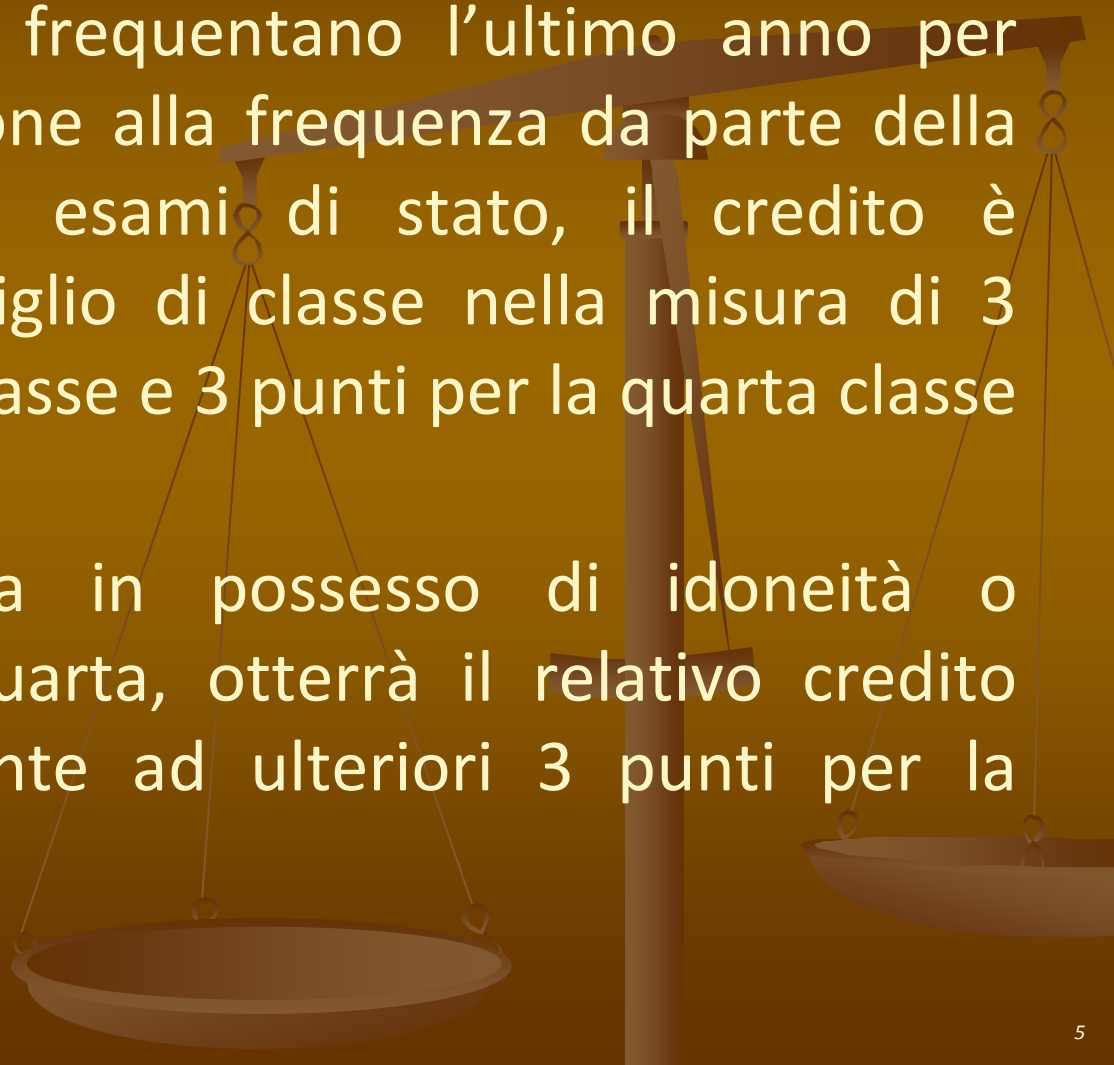 frequentano l’ultimo anno per
one alla frequenza da parte della
esami di stato, il credito è
iglio di classe nella misura di 3
asse e 3 punti per la quarta classe
a in possesso di idoneità o
uarta, otterrà il relativo credito
nte ad ulteriori 3 punti per la
5